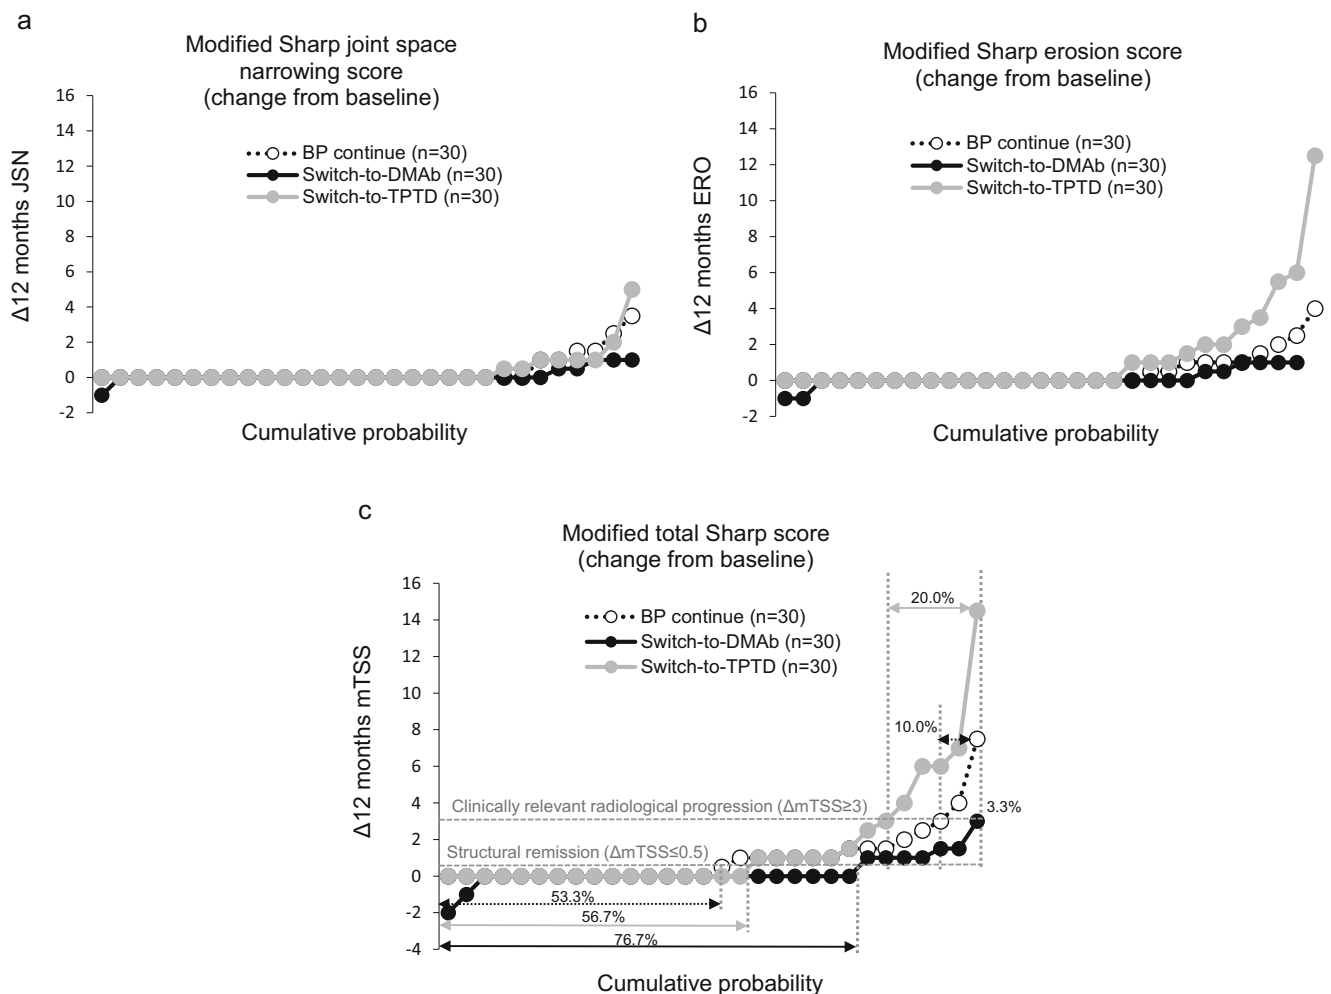 a
Modified Sharp joint space
narrowing score
(change from baseline)
16
14
12
10
8
6
4
2
0
-2
Δ12 months JSN
BP continue (n=30)
Switch-to-DMAb (n=30)
Switch-to-TPTD (n=30)
Cumulative probability
b
Modified Sharp erosion score
(change from baseline)
16
14
12
10
8
6
4
2
0
-2
Δ12 months ERO
BP continue (n=30)
Switch-to-DMAb (n=30)
Switch-to-TPTD (n=30)
Cumulative probability
c
Modified total Sharp score
(change from baseline)
16
14
12
10
8
6
4
2
0
-2
-4
Δ12 months mTSS
BP continue (n=30)
Switch-to-DMAb (n=30)
Switch-to-TPTD (n=30)
20.0%
10.0%
Clinically relevant radiological progression (ΔmTSS≥3)
3.3%
Structural remission (ΔmTSS≤0.5)
53.3%
56.7%
76.7%
Cumulative probability